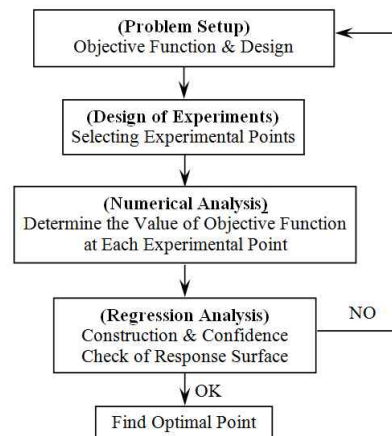 (Problem Setup)
Objective Function & Design
(Design of Experiments)
Selecting Experimental Points
(Numerical Analysis)
Determine the Value of Objective Function
at Each Experimental Point
(Regression Analysis)
Construction & Confidence
Check of Response Surface
NO
OK
Find Optimal Point